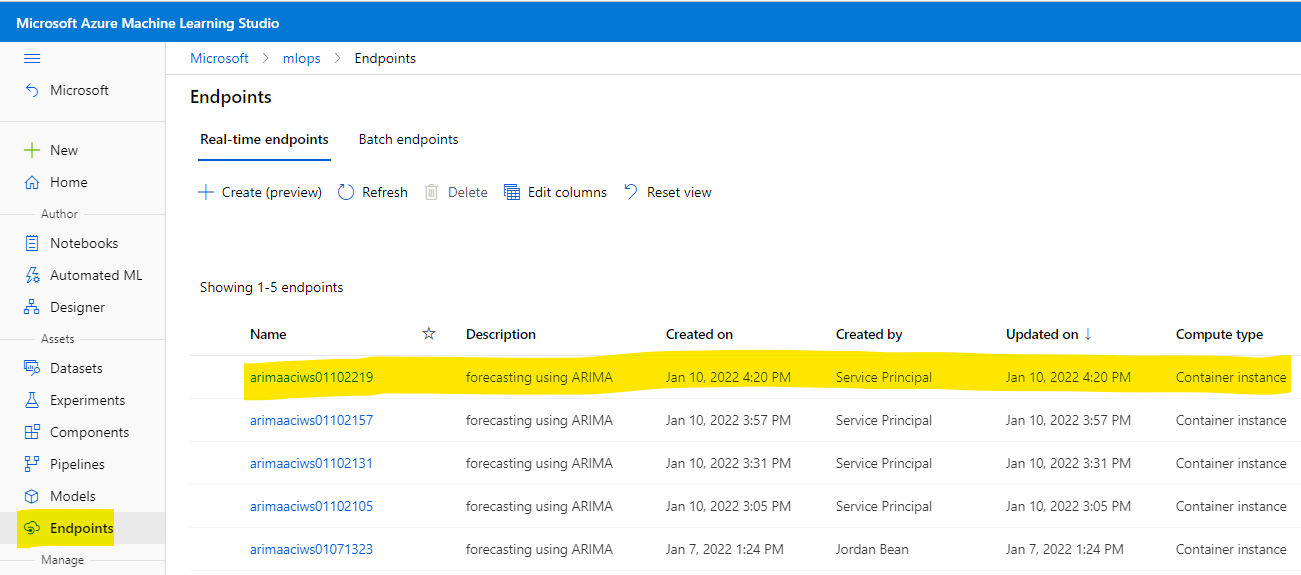 Microsoft Azure Machine Learning Studio
Microsoft > mlops > Endpoints
Microsoft
Endpoints
Real-time endpoints Batch endpoints
New
Create (preview) Refresh Delete Edit columns Reset view
Home
Author
Notebooks
Automated ML
Showing 1-5 endpoints
Designer
Assets
Name Description Created on Created by Updated on ↓ Compute type
Datasets
arimaaciws01102219 forecasting using ARIMA Jan 10, 2022 4:20 PM Service Principal Jan 10, 2022 4:20 PM Container instance
Experiments
arimaaciws01102157 forecasting using ARIMA Jan 10, 2022 3:57 PM Service Principal Jan 10, 2022 3:57 PM Container instance
Components
Pipelines
arimaaciws01102131 forecasting using ARIMA Jan 10, 2022 3:31 PM Service Principal Jan 10, 2022 3:31 PM Container instance
Models
arimaaciws01102105 forecasting using ARIMA Jan 10, 2022 3:05 PM Service Principal Jan 10, 2022 3:05 PM Container instance
Endpoints
arimaaciws01071323 forecasting using ARIMA Jan 7, 2022 1:24 PM Jordan Bean Jan 7, 2022 1:24 PM Container instance
Manage